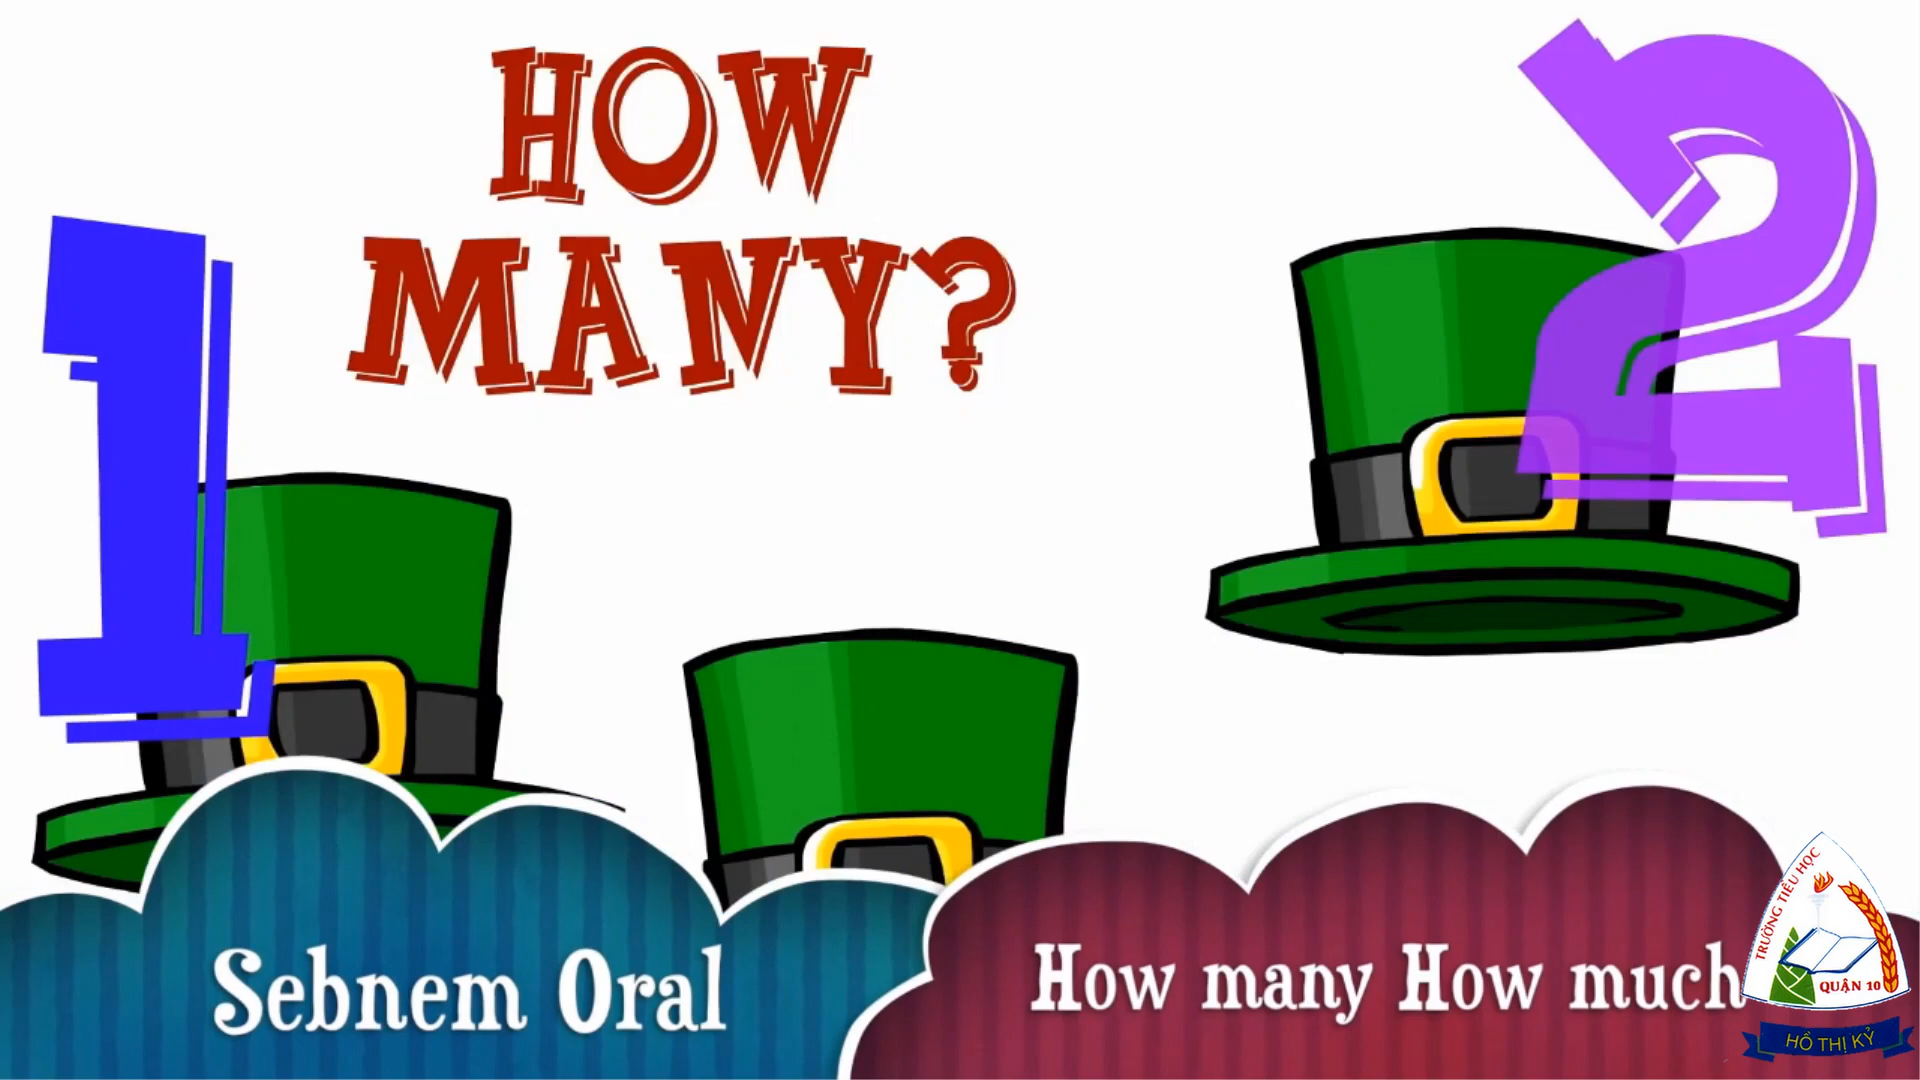 HOW
MANY?
1
2
Sebnem Oral
How many How much
TRƯỜNG TIỂU HỌC
QUẬN 10
HỒ THỊ KỶ